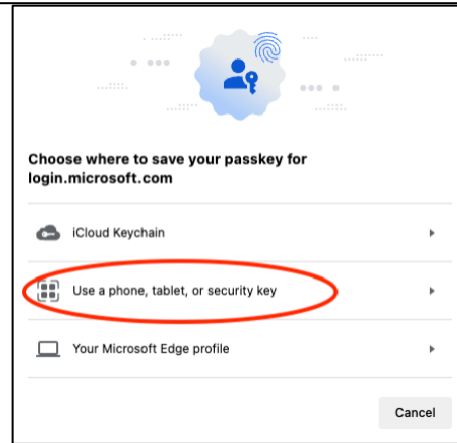 Choose where to save your passkey for
login.microsoft.com
iCloud Keychain
Use a phone, tablet, or security key
Your Microsoft Edge profile
Cancel